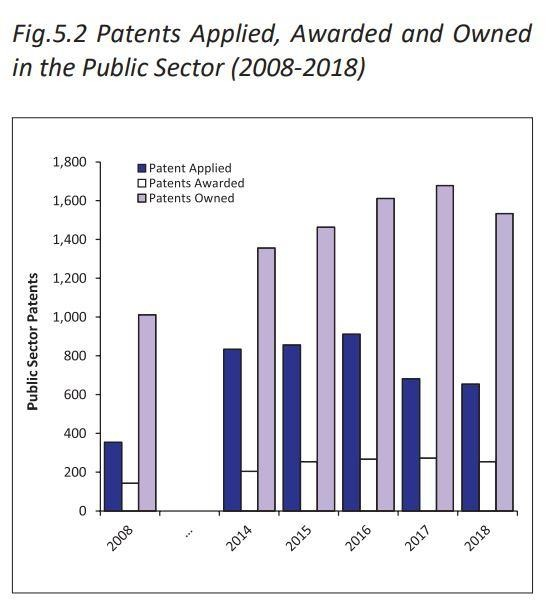 Fig.5.2 Patents Applied, Awarded and Owned
in the Public Sector (2008-2018)
1,800
1,600
1,400
1,200
1,000
800
600
400
200
0
Public Sector Patents
Patent Applied
Patents Awarded
Patents Owned
2008
...
2014
2015
2016
2017
2018